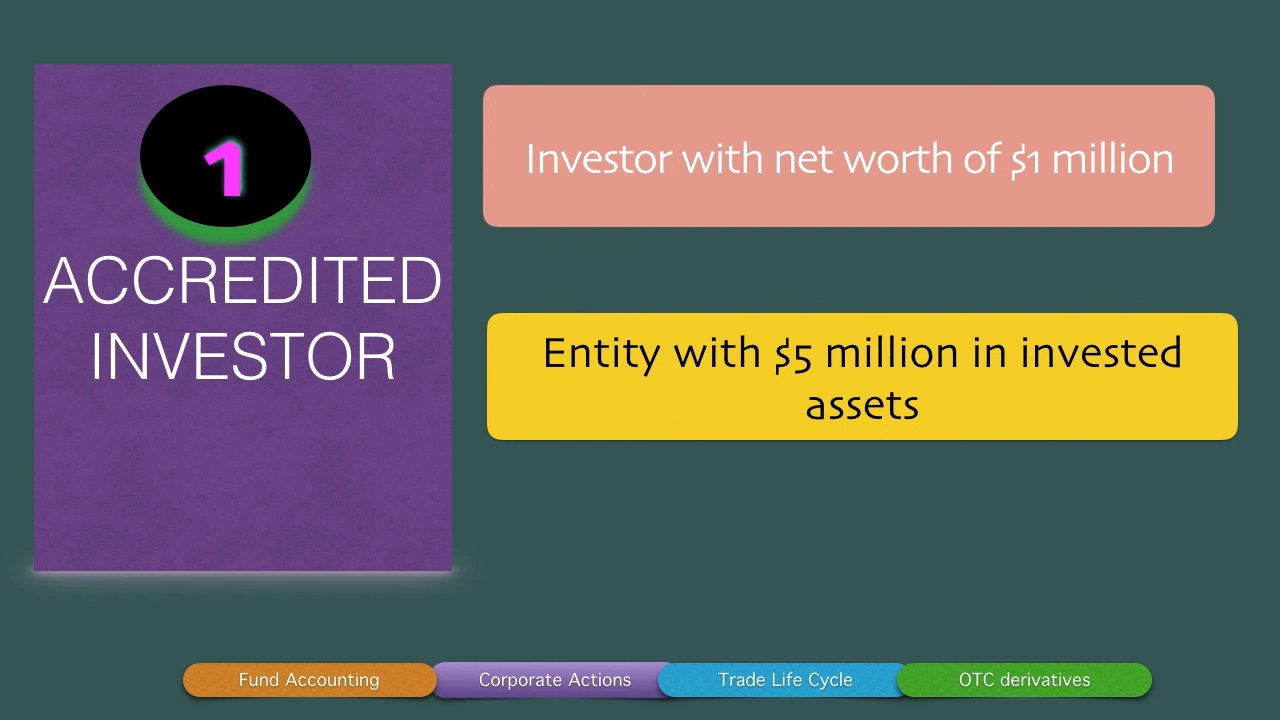 1
ACCREDITED
INVESTOR
Investor with net worth of $1 million
Entity with $5 million in invested
assets
Fund Accounting
Corporate Actions
Trade Life Cycle
OTC derivatives